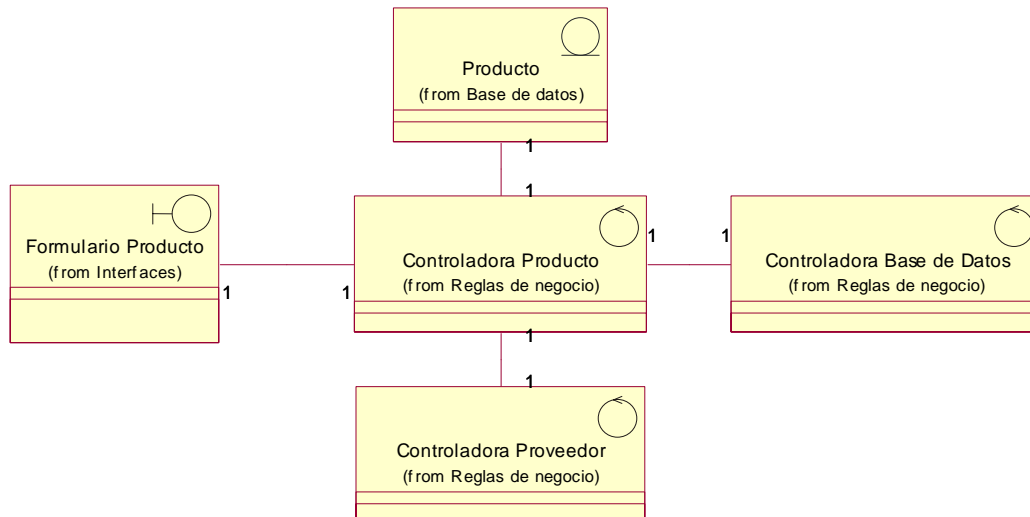 Producto
(from Base de datos)
1
1
Formulario Producto
(from Interfaces)
1
1
Controladora Producto
(from Reglas de negocio)
1
1
Controladora Base de Datos
(from Reglas de negocio)
1
1
Controladora Proveedor
(from Reglas de negocio)